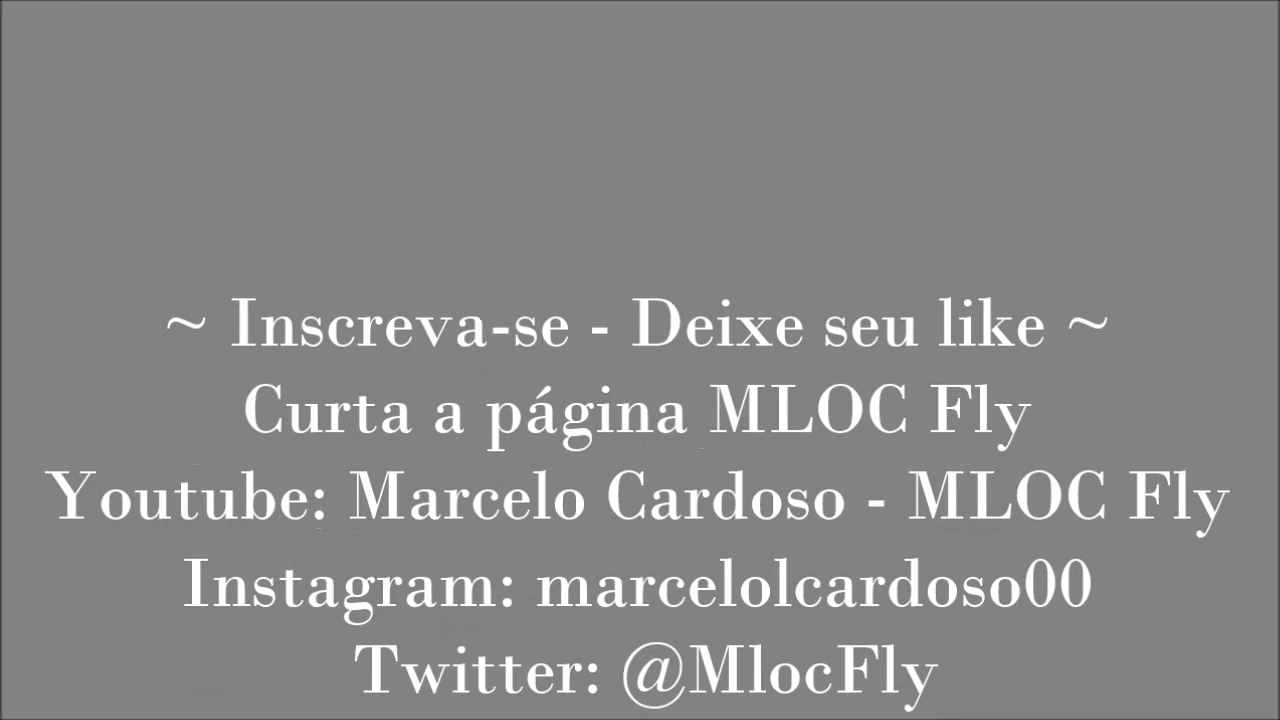 ~ Inscreva-se - Deixe seu like ~
Curta a página MLOC Fly
Youtube: Marcelo Cardoso - MLOC Fly
Instagram: marcelolcardoso00
Twitter: @MlocFly